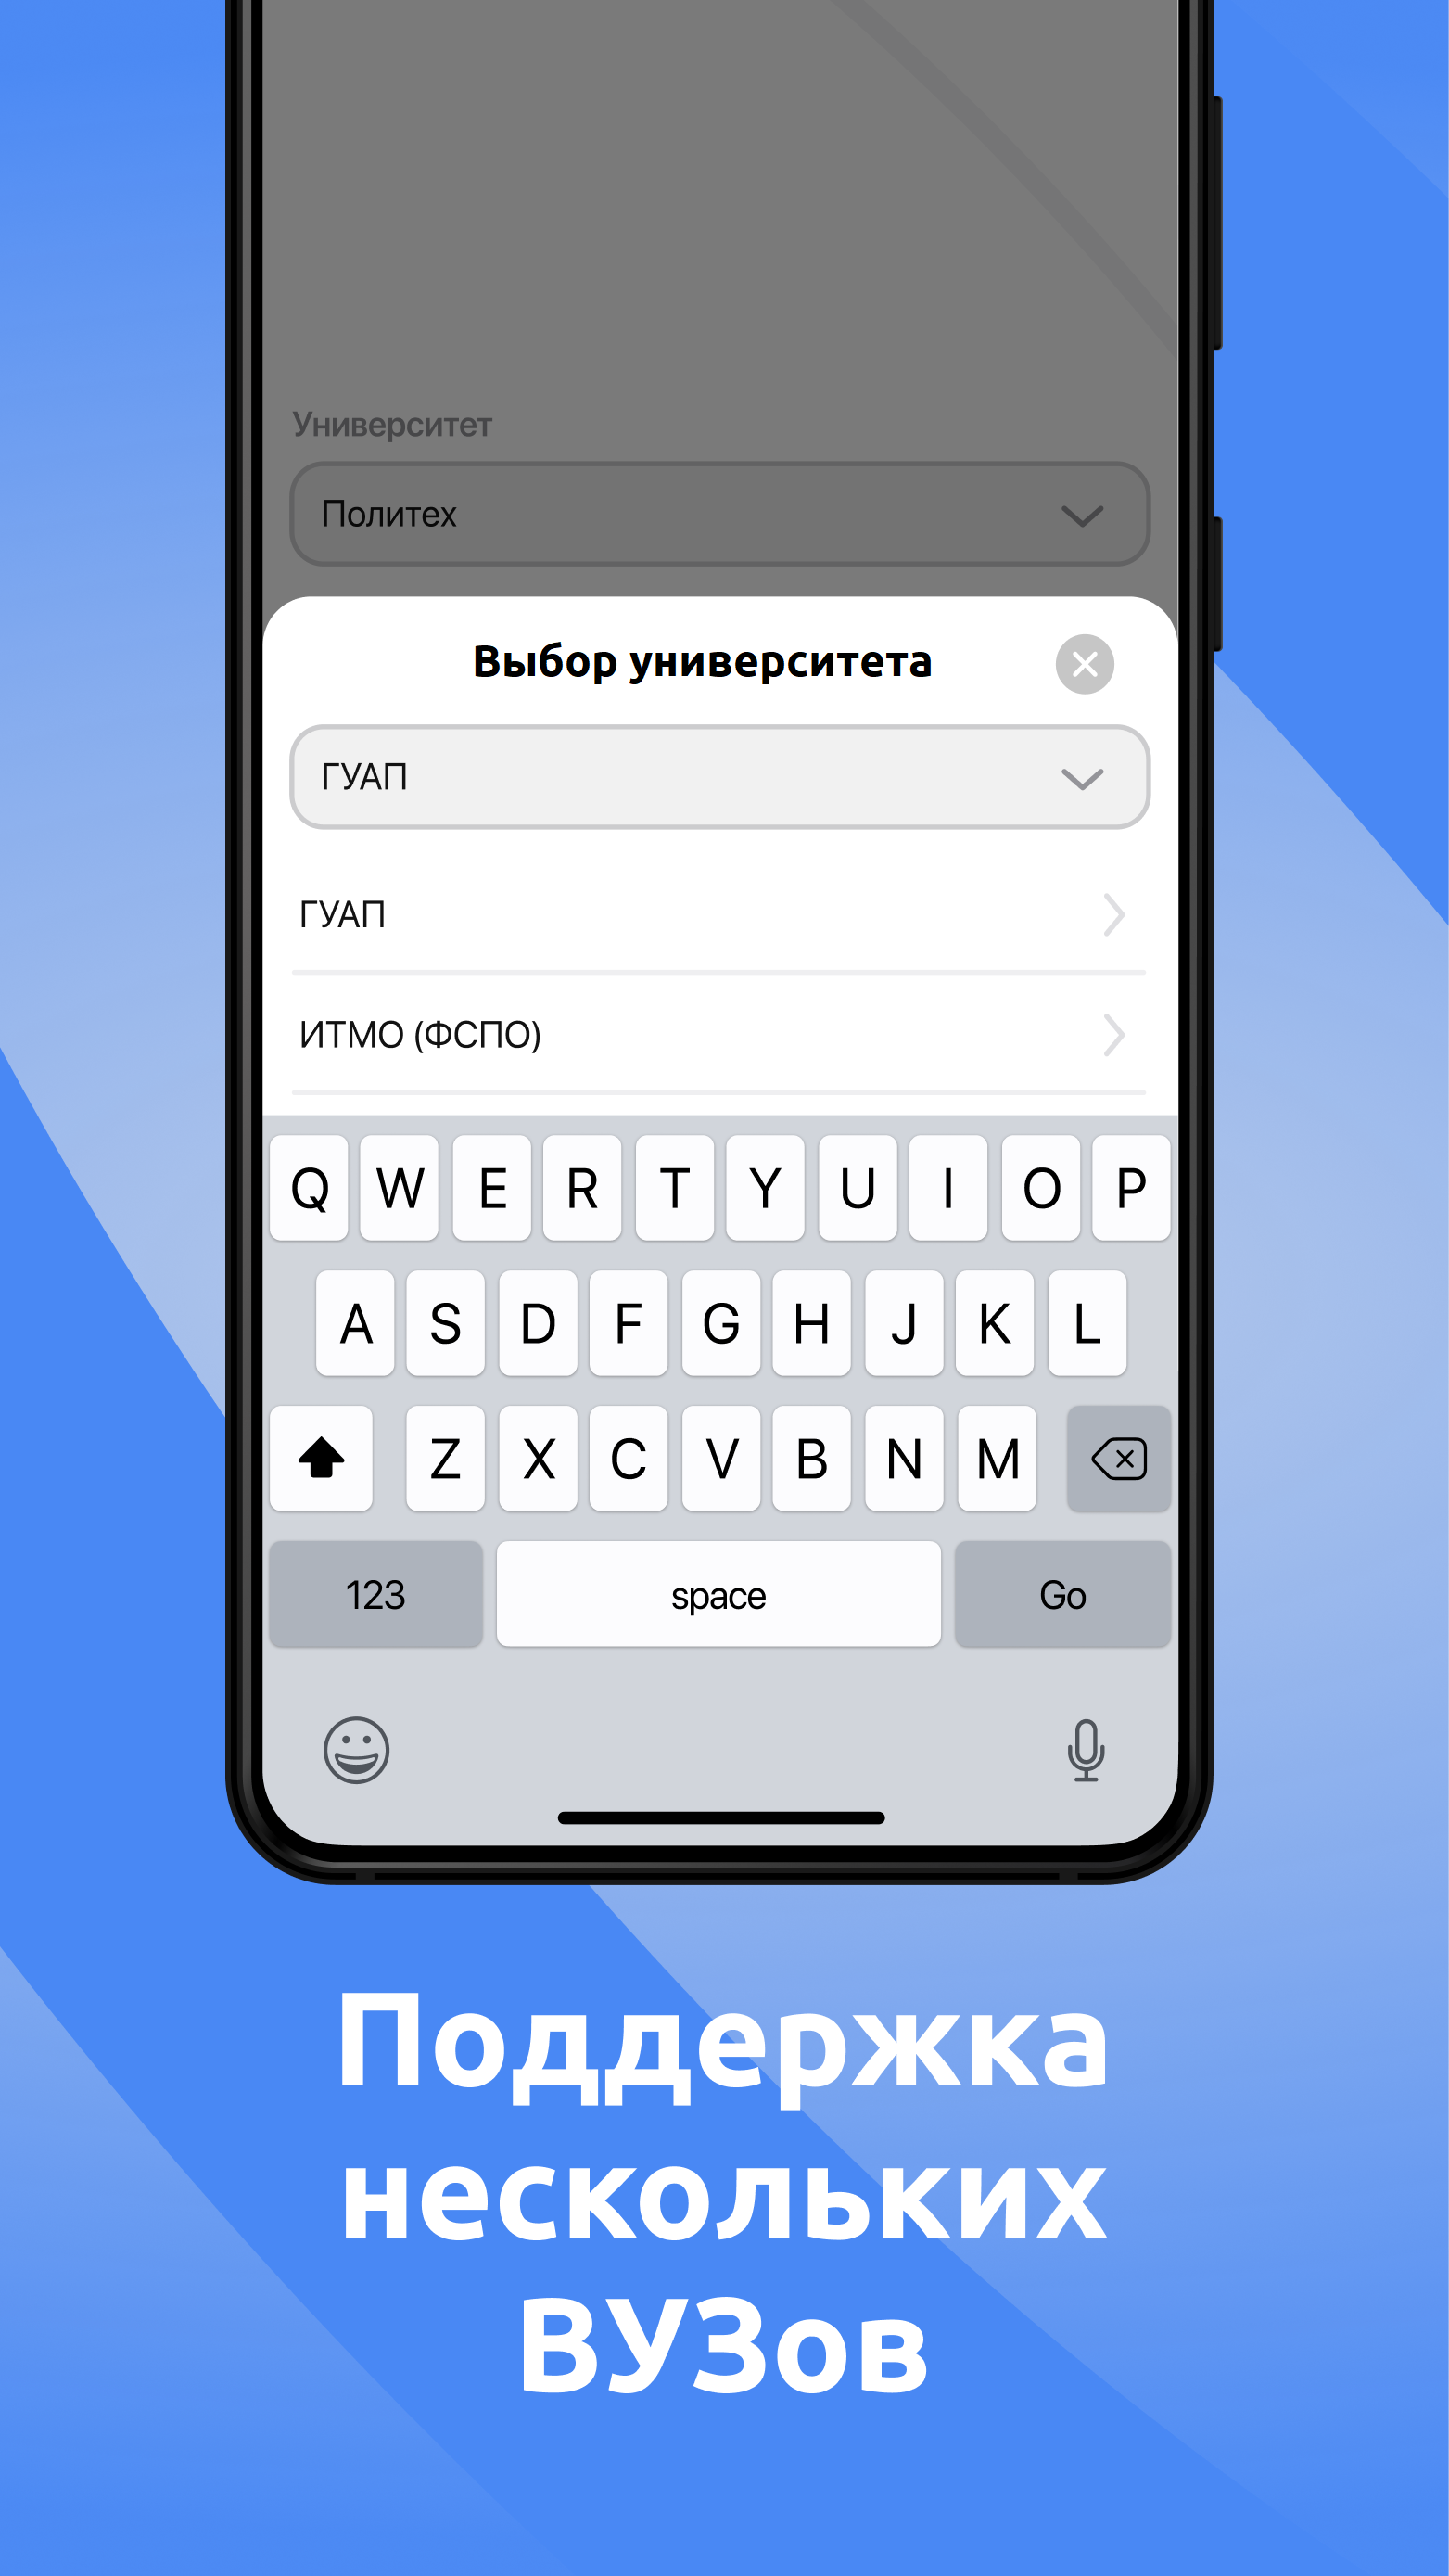 Университет
Политех
Выбор университета
ГУАП
ГУАП
ИТМО (ФСПО)
Q W E R T Y U I O P
A S D F G H J K L
Z X C V B N M
123 space Go
Поддержка
нескольких
ВУЗов